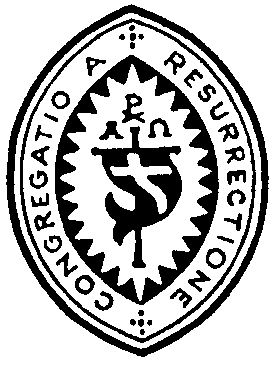 CONGREGATIO A RESURRECTIONE
Α Ω